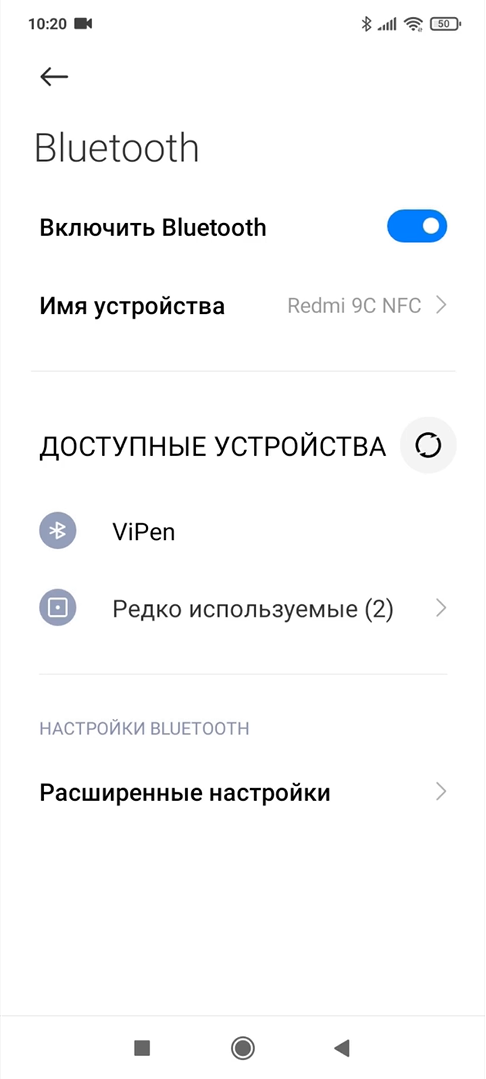 10:20
50
Bluetooth
Включить Bluetooth
Имя устройства Redmi 9C NFC
ДОСТУПНЫЕ УСТРОЙСТВА
ViPen
Редко используемые (2)
НАСТРОЙКИ BLUETOOTH
Расширенные настройки